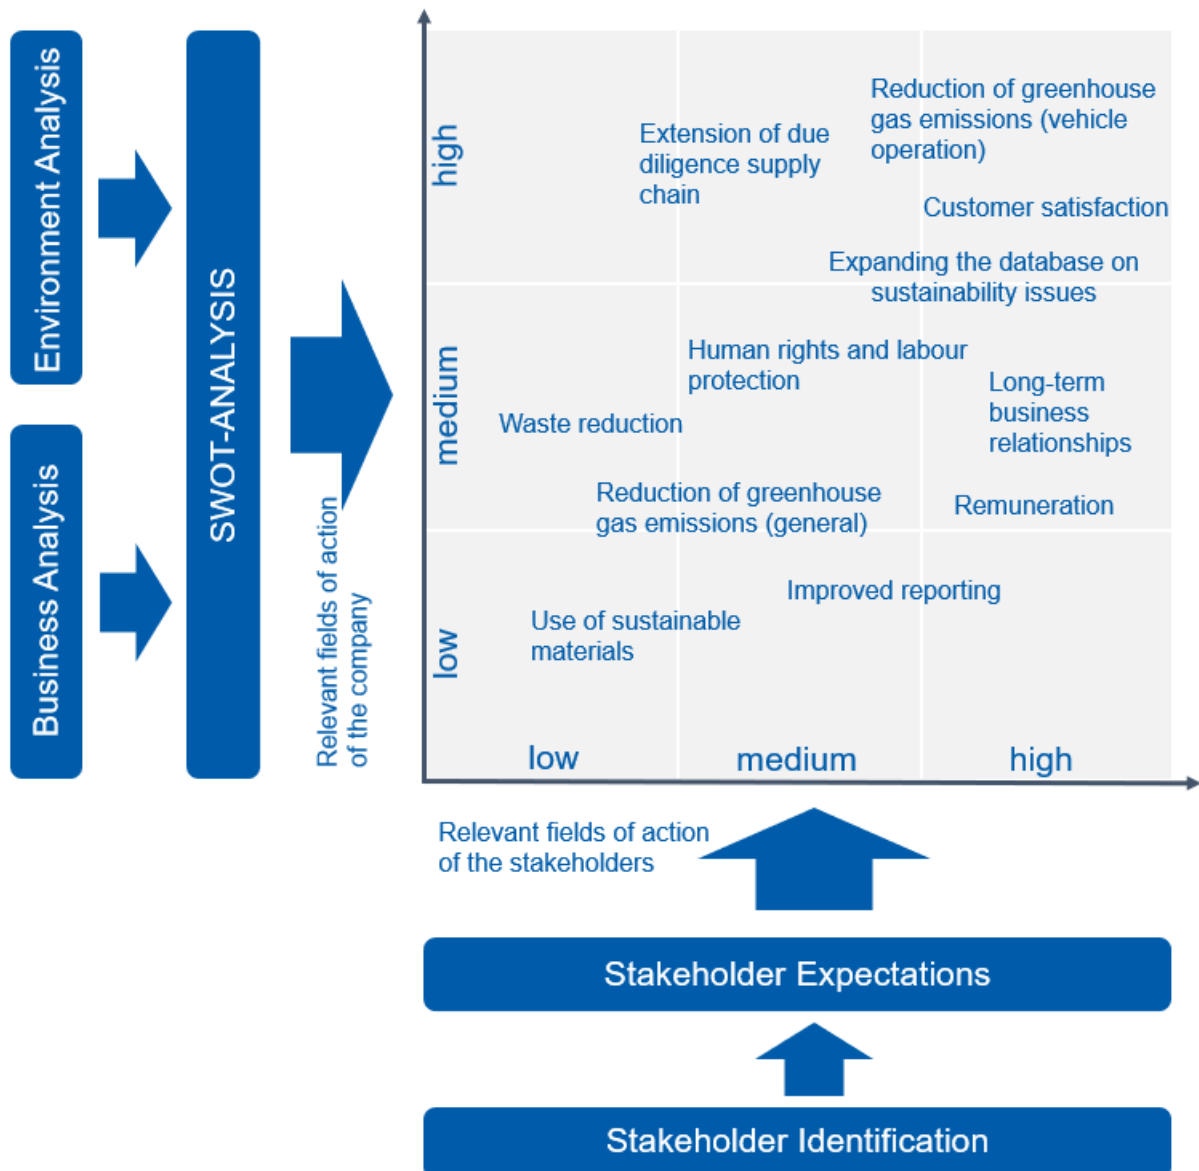 Environment Analysis
Business Analysis
SWOT-ANALYSIS
Relevant fields of action
of the company
high
medium
low
Reduction of greenhouse
gas emissions (vehicle
operation)
Extension of due
diligence supply
chain
Customer satisfaction
Expanding the database on
sustainability issues
Human rights and labour
protection
Long-term
business
relationships
Waste reduction
Reduction of greenhouse
gas emissions (general)
Remuneration
Improved reporting
Use of sustainable
materials
low
medium
high
Relevant fields of action
of the stakeholders
Stakeholder Expectations
Stakeholder Identification